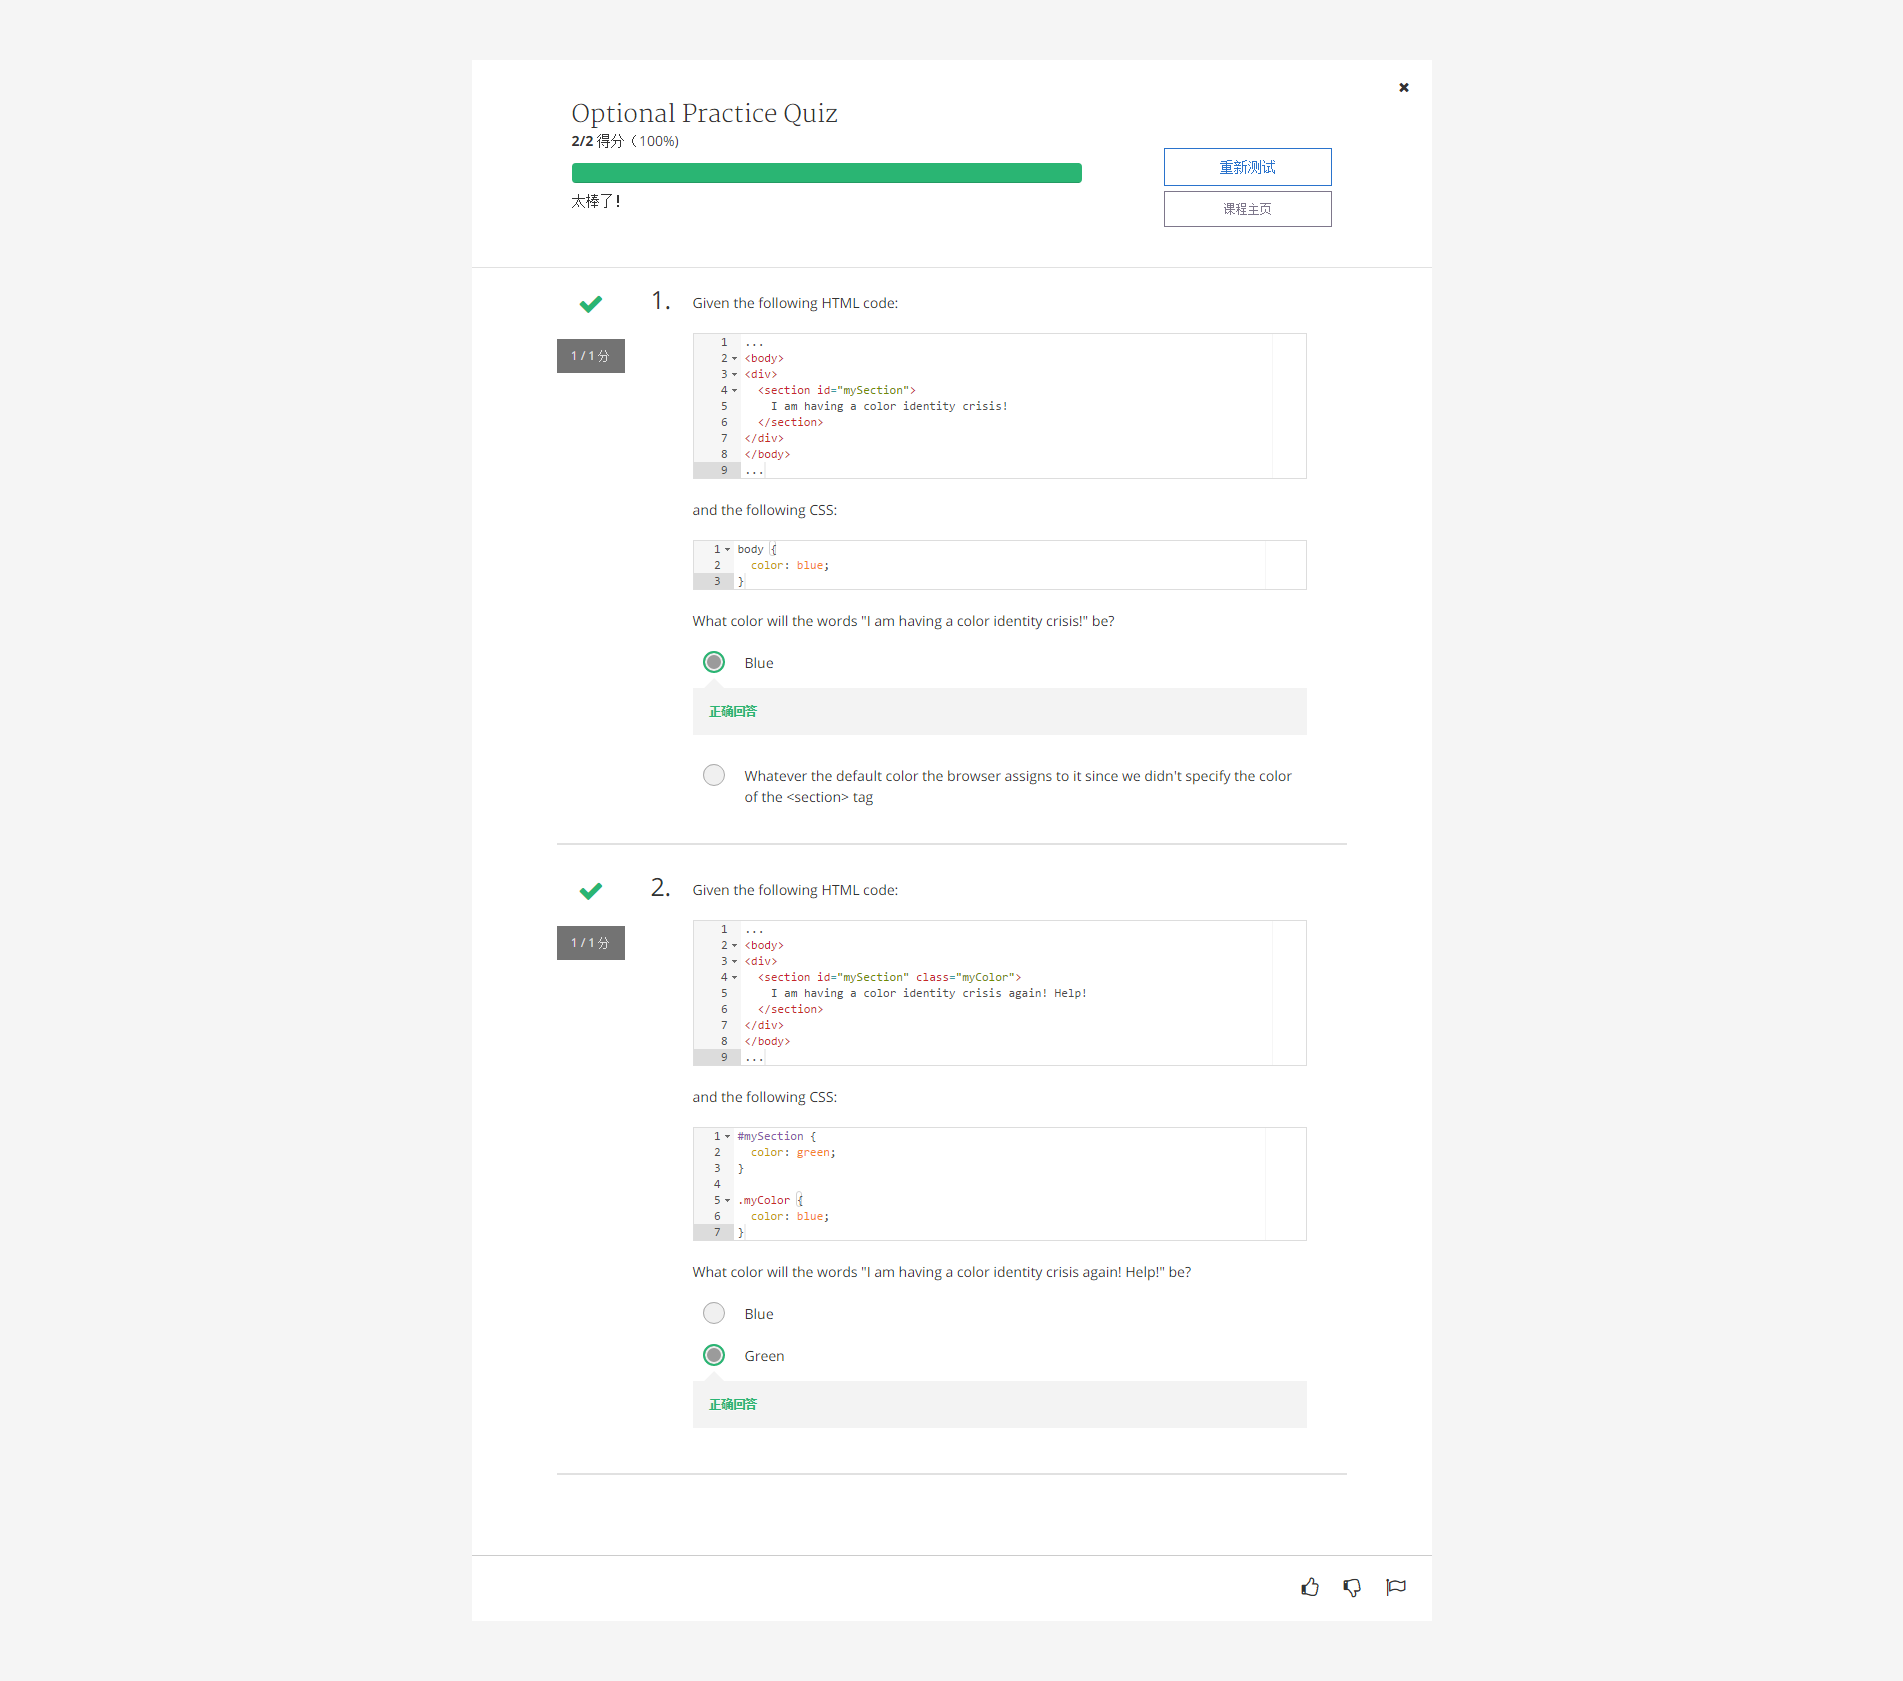 Optional Practice Quiz
2/2 得分（100%)
太棒了!
重新测试
课程主页
1 / 1 分
1.
Given the following HTML code:
1 ...
2 <body>
3 <div>
4 <section id="mySection">
5 I am having a color identity crisis!
6 </section>
7 </div>
8 </body>
9 ...
and the following CSS:
1 body {
2 color: blue;
3 }
What color will the words "I am having a color identity crisis!" be?
Blue
正确回答
Whatever the default color the browser assigns to it since we didn't specify the color
of the <section> tag
1 / 1 分
2.
Given the following HTML code:
1 ...
2 <body>
3 <div>
4 <section id="mySection" class="myColor">
5 I am having a color identity crisis again! Help!
6 </section>
7 </div>
8 </body>
9 ...
and the following CSS:
1 #mySection {
2 color: green;
3 }
4
5 .myColor {
6 color: blue;
7 }
What color will the words "I am having a color identity crisis again! Help!" be?
Blue
Green
正确回答